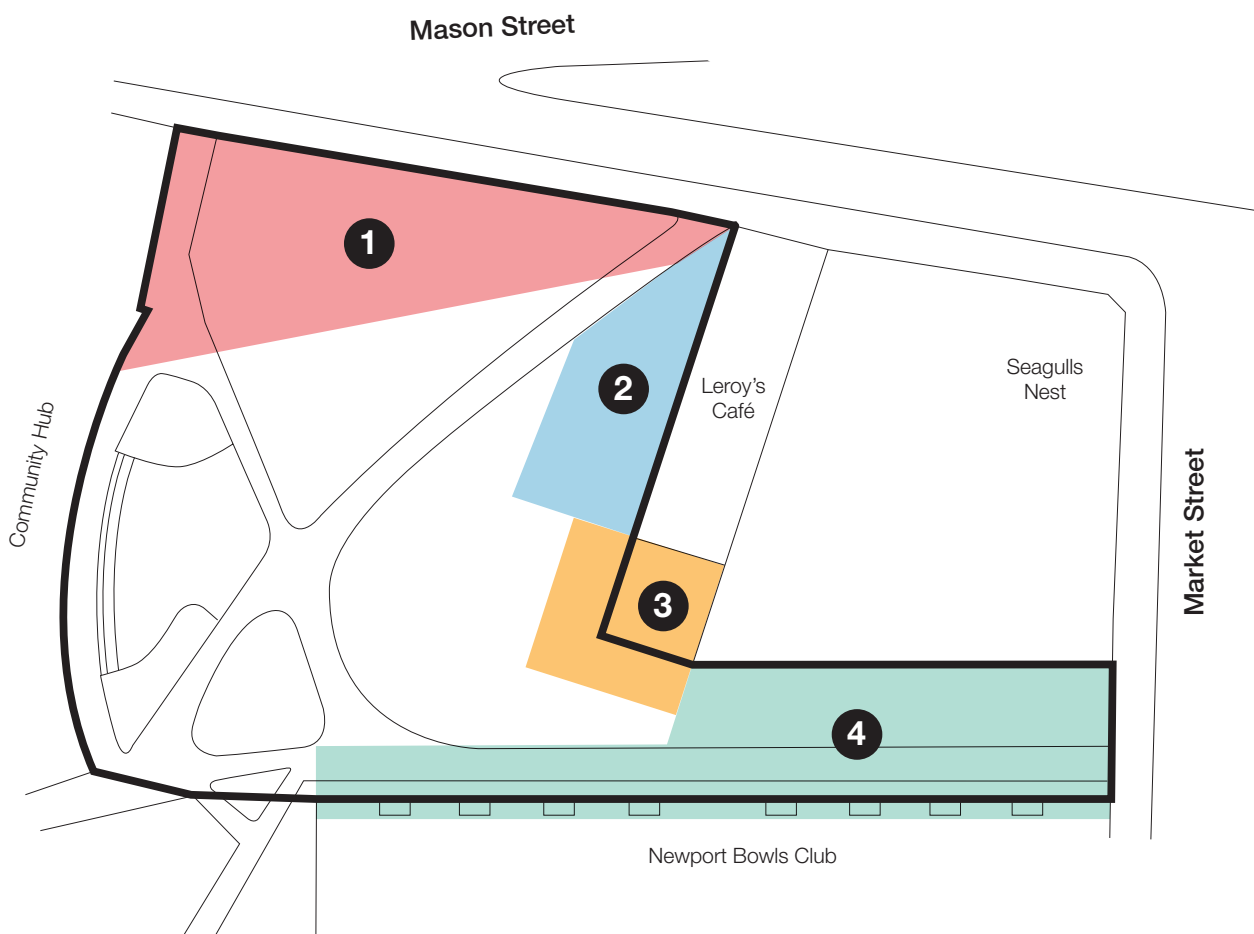 Mason Street
1
2
Leroy's
Café
Seagulls
Nest
Community Hub
Market Street
3
4
Newport Bowls Club